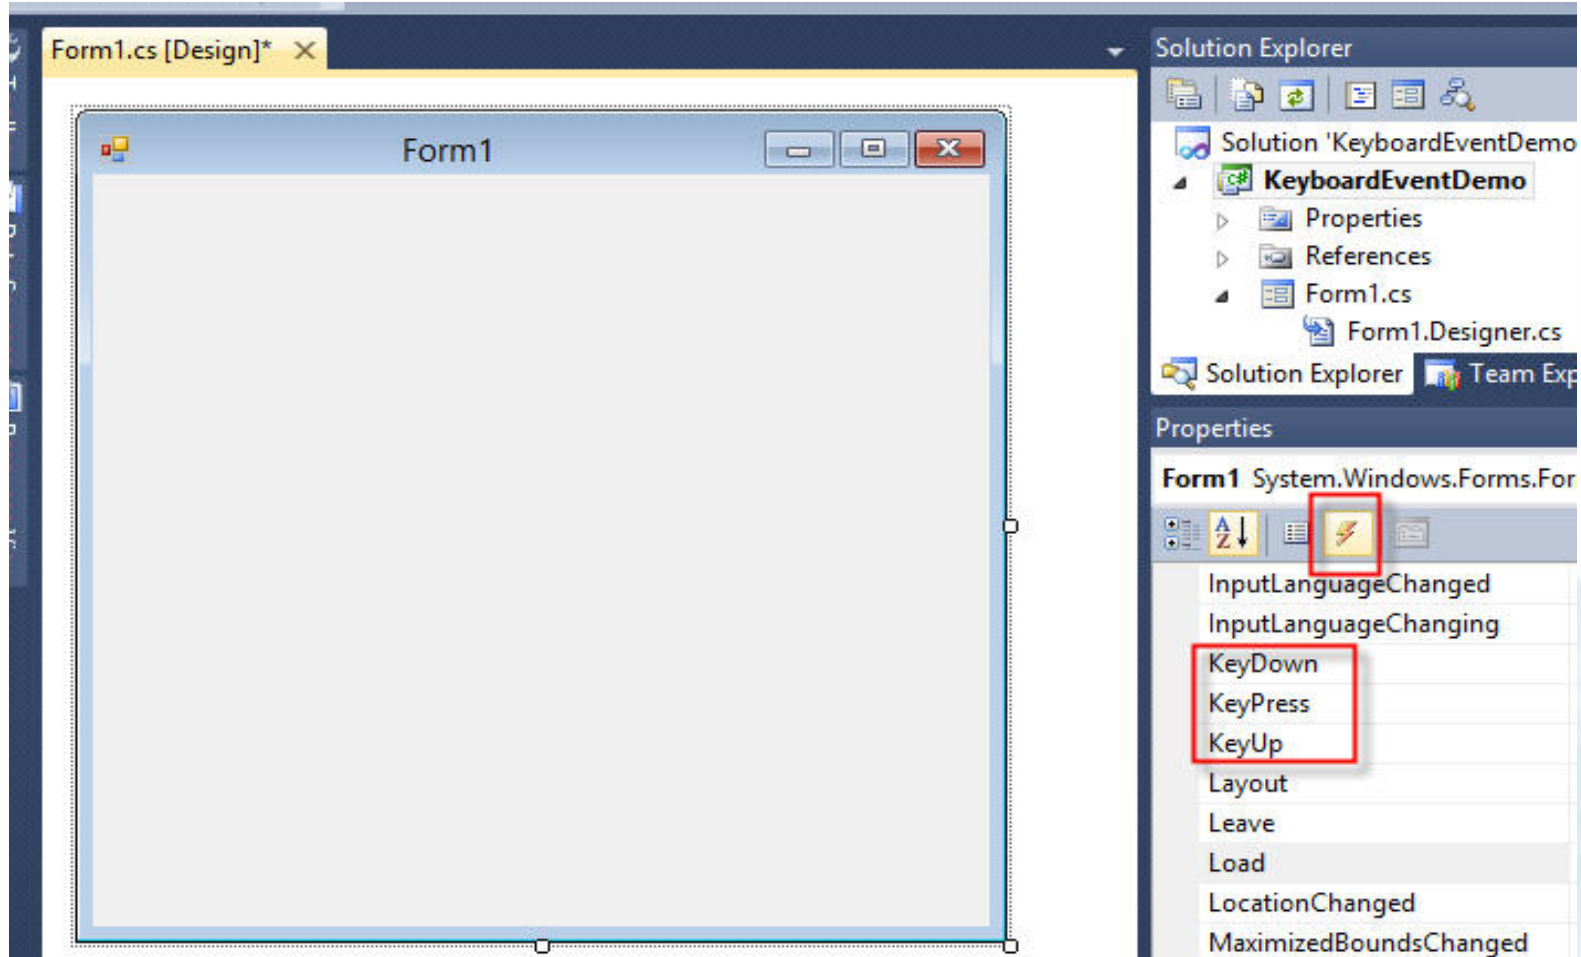 Form1.cs [Design]*
Form1
Solution Explorer
Solution 'KeyboardEventDemo
KeyboardEventDemo
Properties
References
Form1.cs
Form1.Designer.cs
Solution Explorer
Team Exp
Properties
Form1 System.Windows.Forms.For
InputLanguageChanged
InputLanguageChanging
KeyDown
KeyPress
KeyUp
Layout
Leave
Load
LocationChanged
MaximizedBoundsChanged